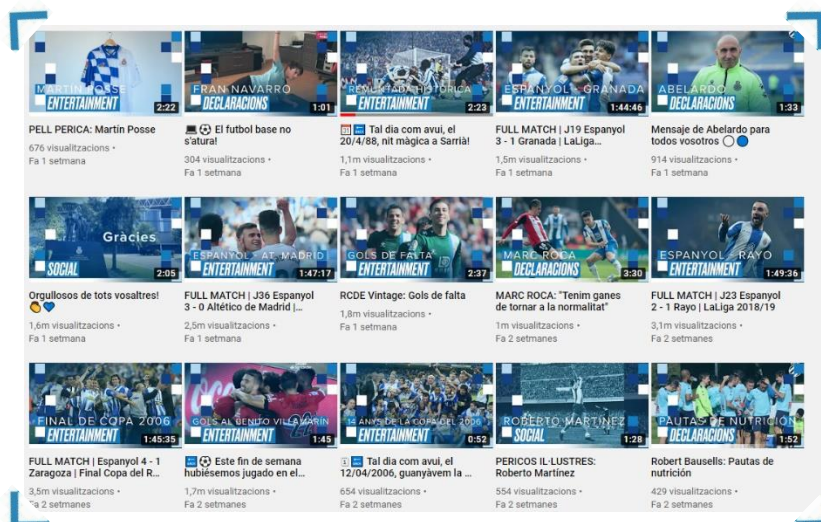 MARTÍN POSSE
ENTERTAINMENT
2:22
FRAN NAVARRO
DECLARACIONS
1:01
REMUNTADA HISTÒRICA
ENTERTAINMENT
2:23
ESPANYOL - GRANADA
ENTERTAINMENT
1:44:46
ABELARDO
DECLARACIONS
1:33
PELL PERICA: Martín Posse
676 visualitzacions •
Fa 1 setmana
El futbol base no
s'atura!
304 visualitzacions •
Fa 1 setmana
Tal dia com avui, el
20/4/88, nit màgica a Sarrià!
1,1m visualitzacions •
Fa 1 setmana
FULL MATCH | J19 Espanyol
3 - 1 Granada | LaLiga...
1,5m visualitzacions •
Fa 1 setmana
Mensaje de Abelardo para
todos vosotros ⚪🔵
914 visualitzacions •
Fa 1 setmana
Gràcies
SOCIAL
2:05
ESPANYOL - AT. MADRID
ENTERTAINMENT
1:47:17
GOLS DE FALTA
ENTERTAINMENT
2:37
MARC ROCA
DECLARACIONS
3:30
ESPANYOL - RAYO
ENTERTAINMENT
1:49:36
Orgullosos de tots vosaltres!
👏💙
1,6m visualitzacions •
Fa 1 setmana
FULL MATCH | J36 Espanyol
3 - 0 Altético de Madrid |...
2,5m visualitzacions •
Fa 1 setmana
RCDE Vintage: Gols de falta
1,8m visualitzacions •
Fa 1 setmana
MARC ROCA: "Tenim ganes
de tornar a la normalitat"
1m visualitzacions •
Fa 2 setmanes
FULL MATCH | J23 Espanyol
2 - 1 Rayo | LaLiga 2018/19
3,1m visualitzacions •
Fa 2 setmanes
FINAL DE COPA 2006
ENTERTAINMENT
1:45:35
GOLS AL BENITO VILLAMARÍN
ENTERTAINMENT
1:45
14 ANYS DE LA COPA DEL 2006
ENTERTAINMENT
0:52
ROBERTO MARTÍNEZ
SOCIAL
1:28
PAUTAS DE NUTRICIÓN
DECLARACIONS
1:52
FULL MATCH | Espanyol 4 - 1
Zaragoza | Final Copa del R...
3,5m visualitzacions •
Fa 2 setmanes
Este fin de semana
hubiésemos jugado en el...
1,7m visualitzacions •
Fa 2 setmanes
Tal dia com avui, el
12/04/2006, guanyàvem la ...
654 visualitzacions •
Fa 2 setmanes
PERICOS IL·LUSTRES:
Roberto Martínez
554 visualitzacions •
Fa 2 setmanes
Robert Bausells: Pautas de
nutrición
429 visualitzacions •
Fa 2 setmanes